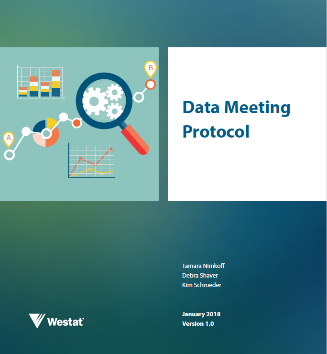 B
A
Data Meeting
Protocol
Tamara Nimkoff
Debra Shaver
Kim Schroeder
Westat®
January 2018
Version 1.0